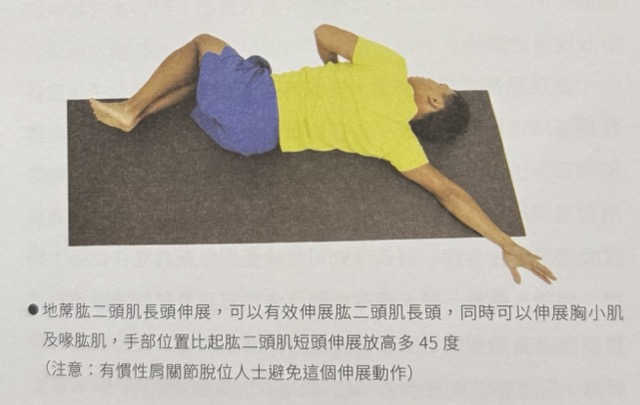 ●地蓆肱二頭肌長頭伸展，可以有效伸展肱二頭肌長頭，同時可以伸展胸小肌
及喙肱肌，手部位置比起肱二頭肌短頭伸展放高多 45 度
（注意：有慣性肩關節脫位人士避免這個伸展動作）